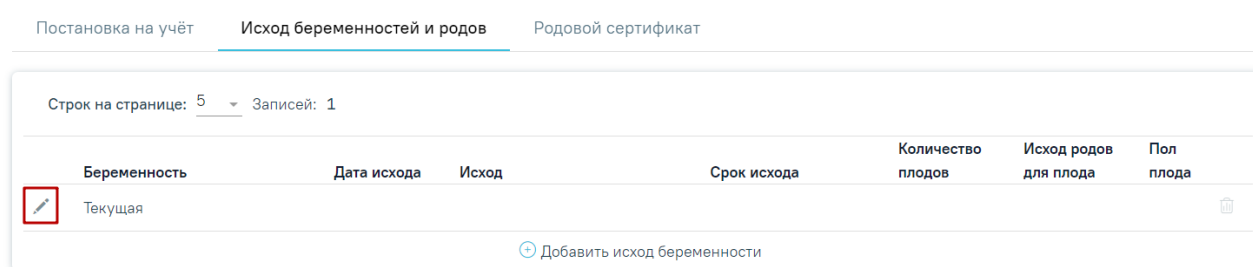 Постановка на учёт Исход беременностей и родов Родовой сертификат
Строк на странице: 5 Записей: 1
Количество Исход родов Пол
Беременность Дата исхода Исход Срок исхода плодов для плода плода
Текущая
Добавить исход беременности